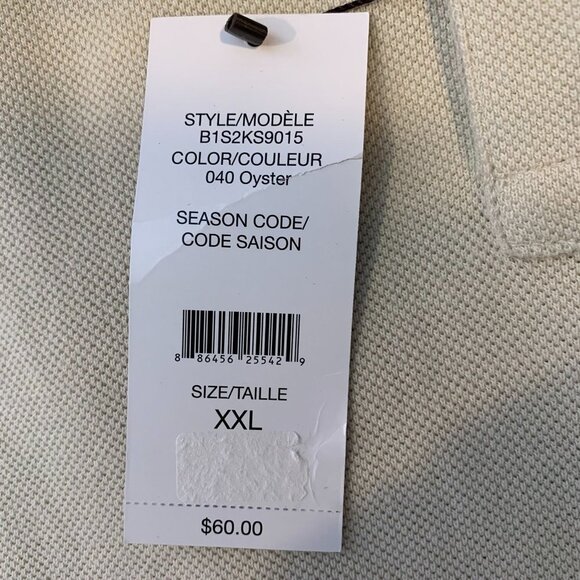 STYLE/MODÈLE
B1S2KS9015
COLOR/COULEUR
040 Oyster
SEASON CODE/
CODE SAISON
8 86456 25542 9
SIZE/TAILLE
XXL
$60.00